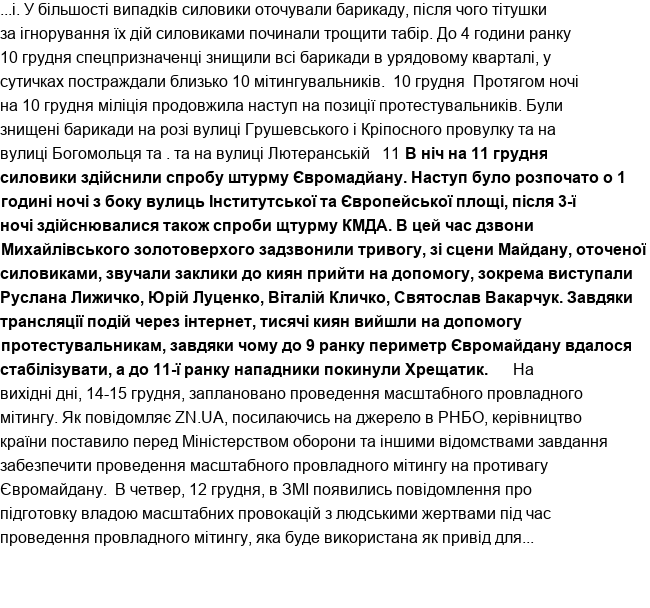 ...і. У більшості випадків силовики оточували барикаду, після чого тітушки
за ігнорування їх дій силовиками починали трощити табір. До 4 години ранку
10 грудня спецпризначенці знищили всі барикади в урядовому кварталі, у
сутичках постраждали близько 10 мітингувальників.  10 грудня  Протягом ночі
на 10 грудня міліція продовжила наступ на позиції протестувальників. Були
знищені барикади на розі вулиці Грушевського і Кріпосного провулку та на
вулиці Богомольця та . та на вулиці Лютеранській   11 В ніч на 11 грудня
силовики здійснили спробу штурму Євромадйану. Наступ було розпочато о 1
годині ночі з боку вулиць Інститутської та Європейської площі, після 3-ї
ночі здійснювалися також спроби щтурму КМДА. В цей час дзвони
Михайлівського золотоверхого задзвонили тривогу, зі сцени Майдану, оточеної
силовиками, звучали заклики до киян прийти на допомогу, зокрема виступали
Руслана Лижичко, Юрій Луценко, Віталій Кличко, Святослав Вакарчук. Завдяки
трансляції подій через інтернет, тисячі киян вийшли на допомогу
протестувальникам, завдяки чому до 9 ранку периметр Євромайдану вдалося
стабілізувати, а до 11-ї ранку нападники покинули Хрещатик.      На
вихідні дні, 14-15 грудня, заплановано проведення масштабного провладного
мітингу. Як повідомляє ZN.UA, посилаючись на джерело в РНБО, керівництво
країни поставило перед Міністерством оборони та іншими відомствами завдання
забезпечити проведення масштабного провладного мітингу на противагу
Євромайдану.  В четвер, 12 грудня, в ЗМІ появились повідомлення про
підготовку владою масштабних провокацій з людськими жертвами під час
проведення провладного мітингу, яка буде використана як привід для...